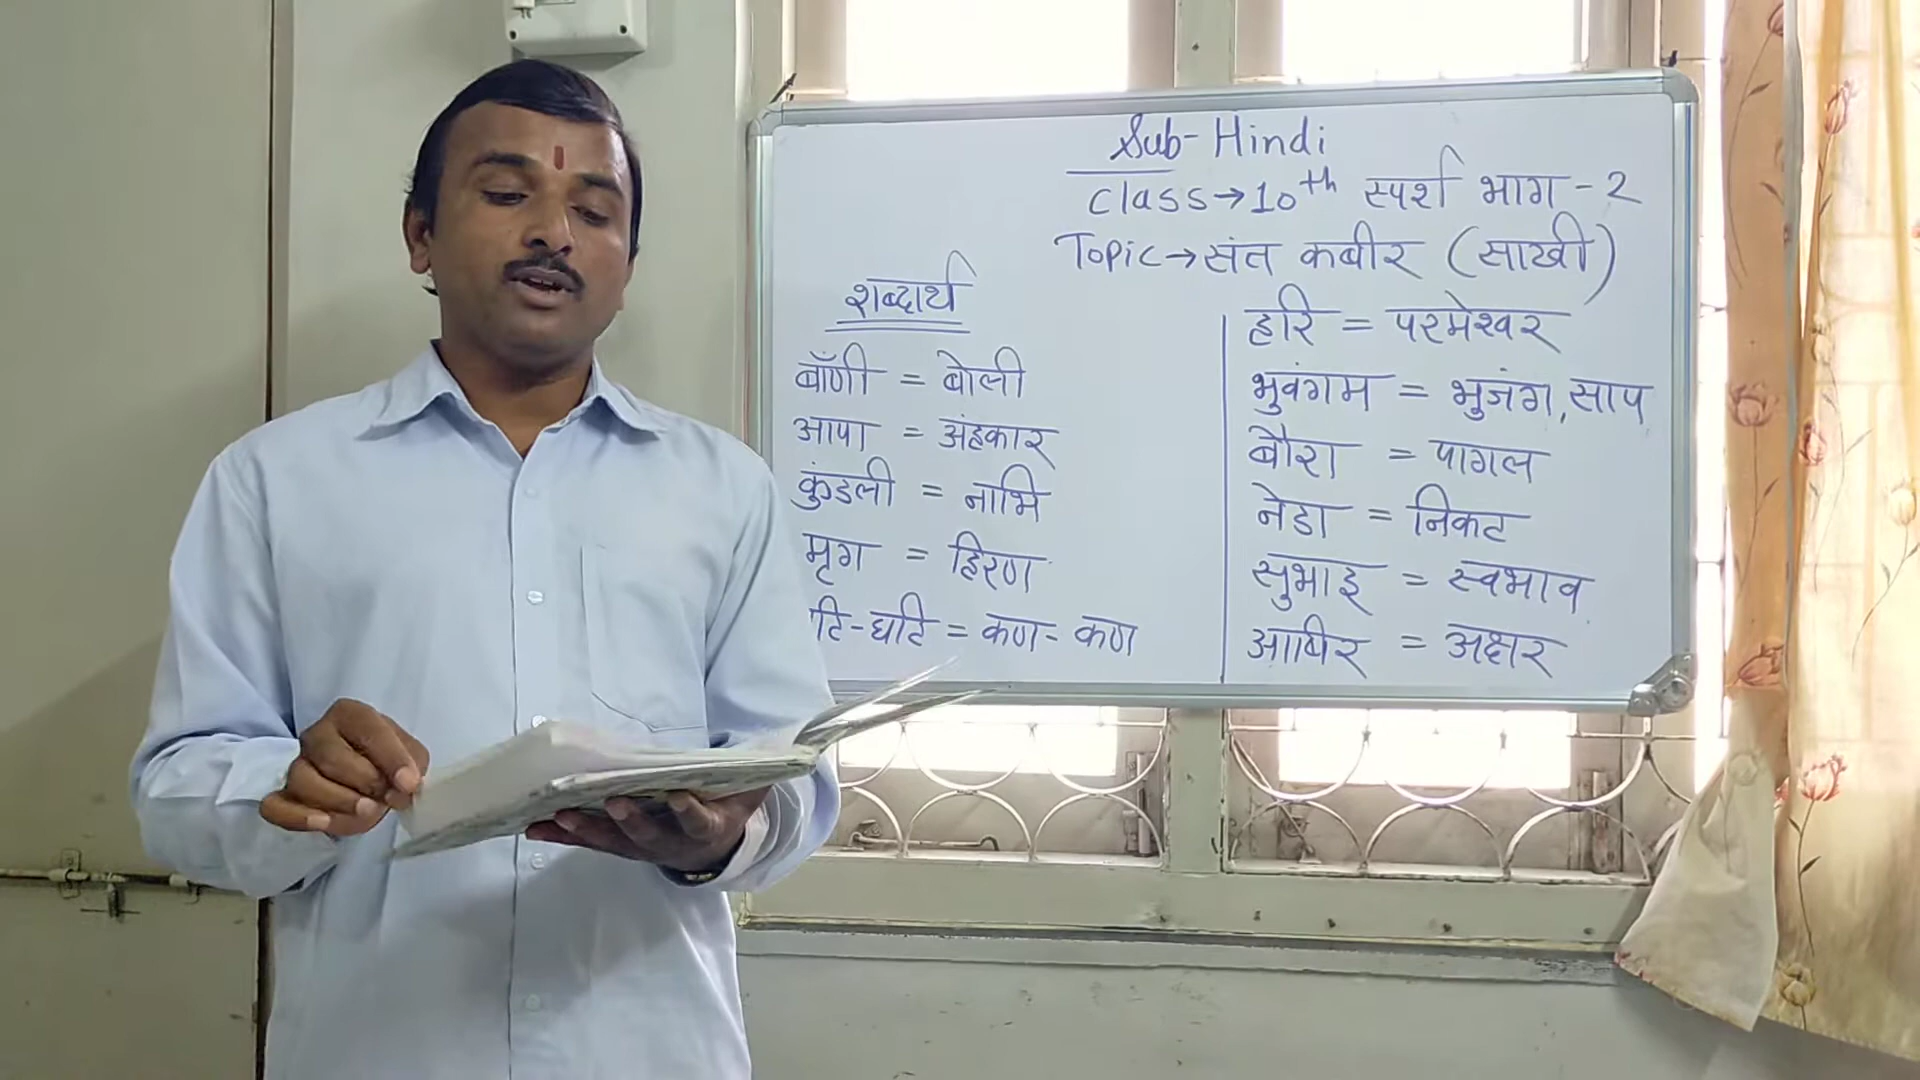 Sub-Hindi
Class→10th स्पर्श भाग-2
Topic→संत कबीर (साखी)
शब्दार्थ
बाँणी = बोली
आपा = अंहकार
कुंडली = नाभि
मृग = हिरण
टि-घटि = कण-कण
हरि = परमेश्वर
भुवंगम = भुजंग, साप
बौरा = पागल
नेडा = निकट
सुभाइ = स्वभाव
= अक्षर